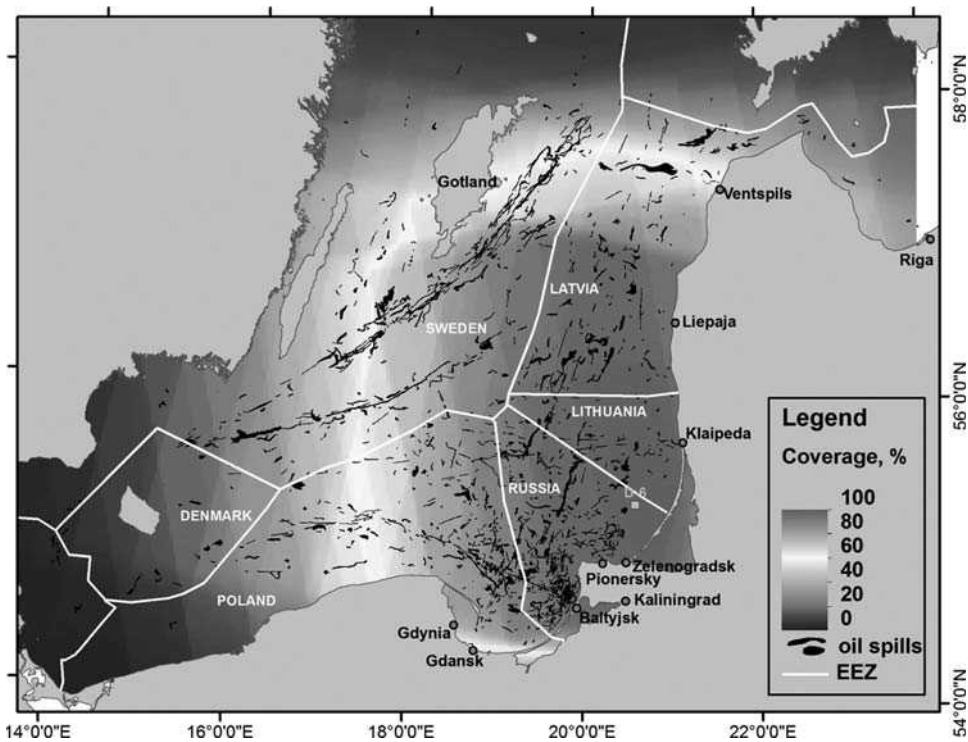 58°0'0"N
Gotland
Ventspils
Riga
LATVIA
SWEDEN
Liepaja
56°0'0"N
LITHUANIA
Klaipeda
RUSSIA
D-6
DENMARK
Zelenogradsk
Pionersky
POLAND
Kaliningrad
Baltyjsk
Gdynia
Gdansk
Legend
Coverage, %
100
80
60
40
20
0
oil spills
EEZ
54°0'0"N
14°0'0"E 16°0'0"E 18°0'0"E 20°0'0"E 22°0'0"E